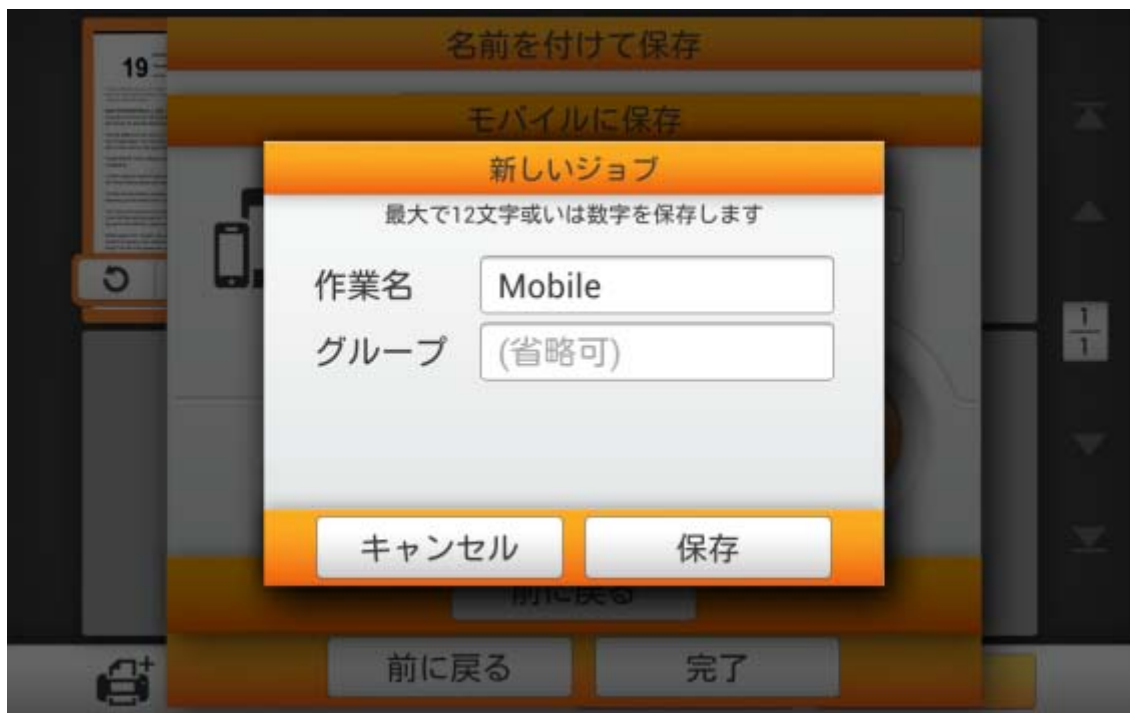 19
名前を付けて保存
モバイルに保存
新しいジョブ
最大で12文字或いは数字を保存します
作業名 Mobile
グループ (省略可)
キャンセル 保存
前に戻る
前に戻る 完了
1
1